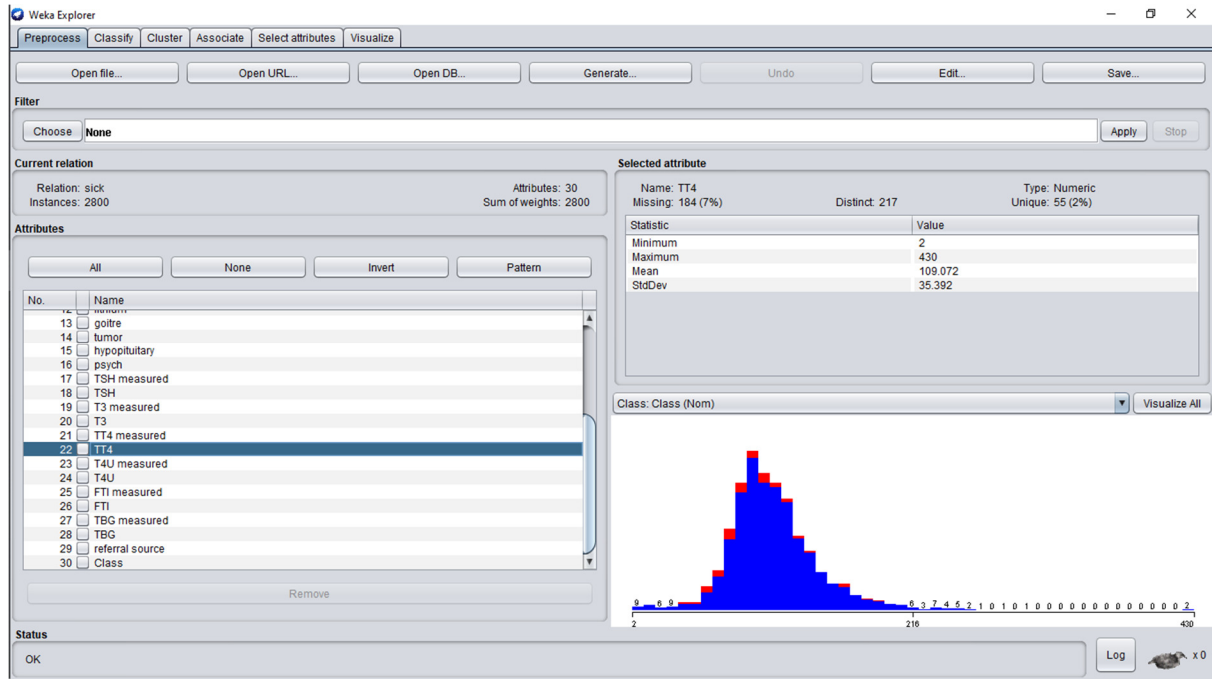 Weka Explorer
Preprocess Classify Cluster Associate Select attributes Visualize
Open file... Open URL... Open DB... Generate... Undo Edit... Save...
Filter
Choose None Apply Stop
Current relation
Relation: sick Attributes: 30
Instances: 2800 Sum of weights: 2800
Attributes
All None Invert Pattern
No. Name
12 lithium
13 goitre
14 tumor
15 hypopituitary
16 psych
17 TSH measured
18 TSH
19 T3 measured
20 T3
21 TT4 measured
22 TT4
23 T4U measured
24 T4U
25 FTI measured
26 FTI
27 TBG measured
28 TBG
29 referral source
30 Class
Remove
Selected attribute
Name: TT4 Type: Numeric
Missing: 184 (7%) Distinct: 217 Unique: 55 (2%)
Statistic Value
Minimum 2
Maximum 430
Mean 109.072
StdDev 35.392
Class: Class (Nom) Visualize All
9 6 9 6 3 7 4 5 2 1 0 1 0 1 0 0 0 0 0 0 0 0 0 0 0 0 0 2
2 216 430
Status
OK Log x 0